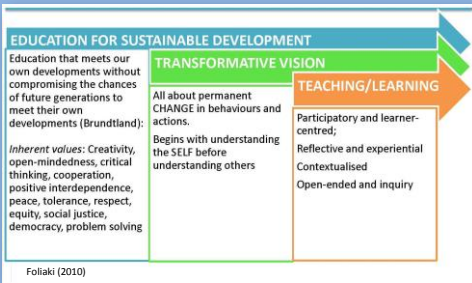 EDUCATION FOR SUSTAINABLE DEVELOPMENT
Education that meets our
own developments without
compromising the chances
of future generations to
meet their own
developments (Brundtland):
Inherent values: Creativity,
open-mindedness, critical
thinking, cooperation,
positive interdependence,
peace, tolerance, respect,
equity, social justice,
democracy, problem solving
TRANSFORMATIVE VISION
All about permanent
CHANGE in behaviours and
actions.
Begins with understanding
the SELF before
understanding others
TEACHING/LEARNING
Participatory and learner-
centred;
Reflective and experiential
Contextualised
Open-ended and inquiry
Foliaki (2010)